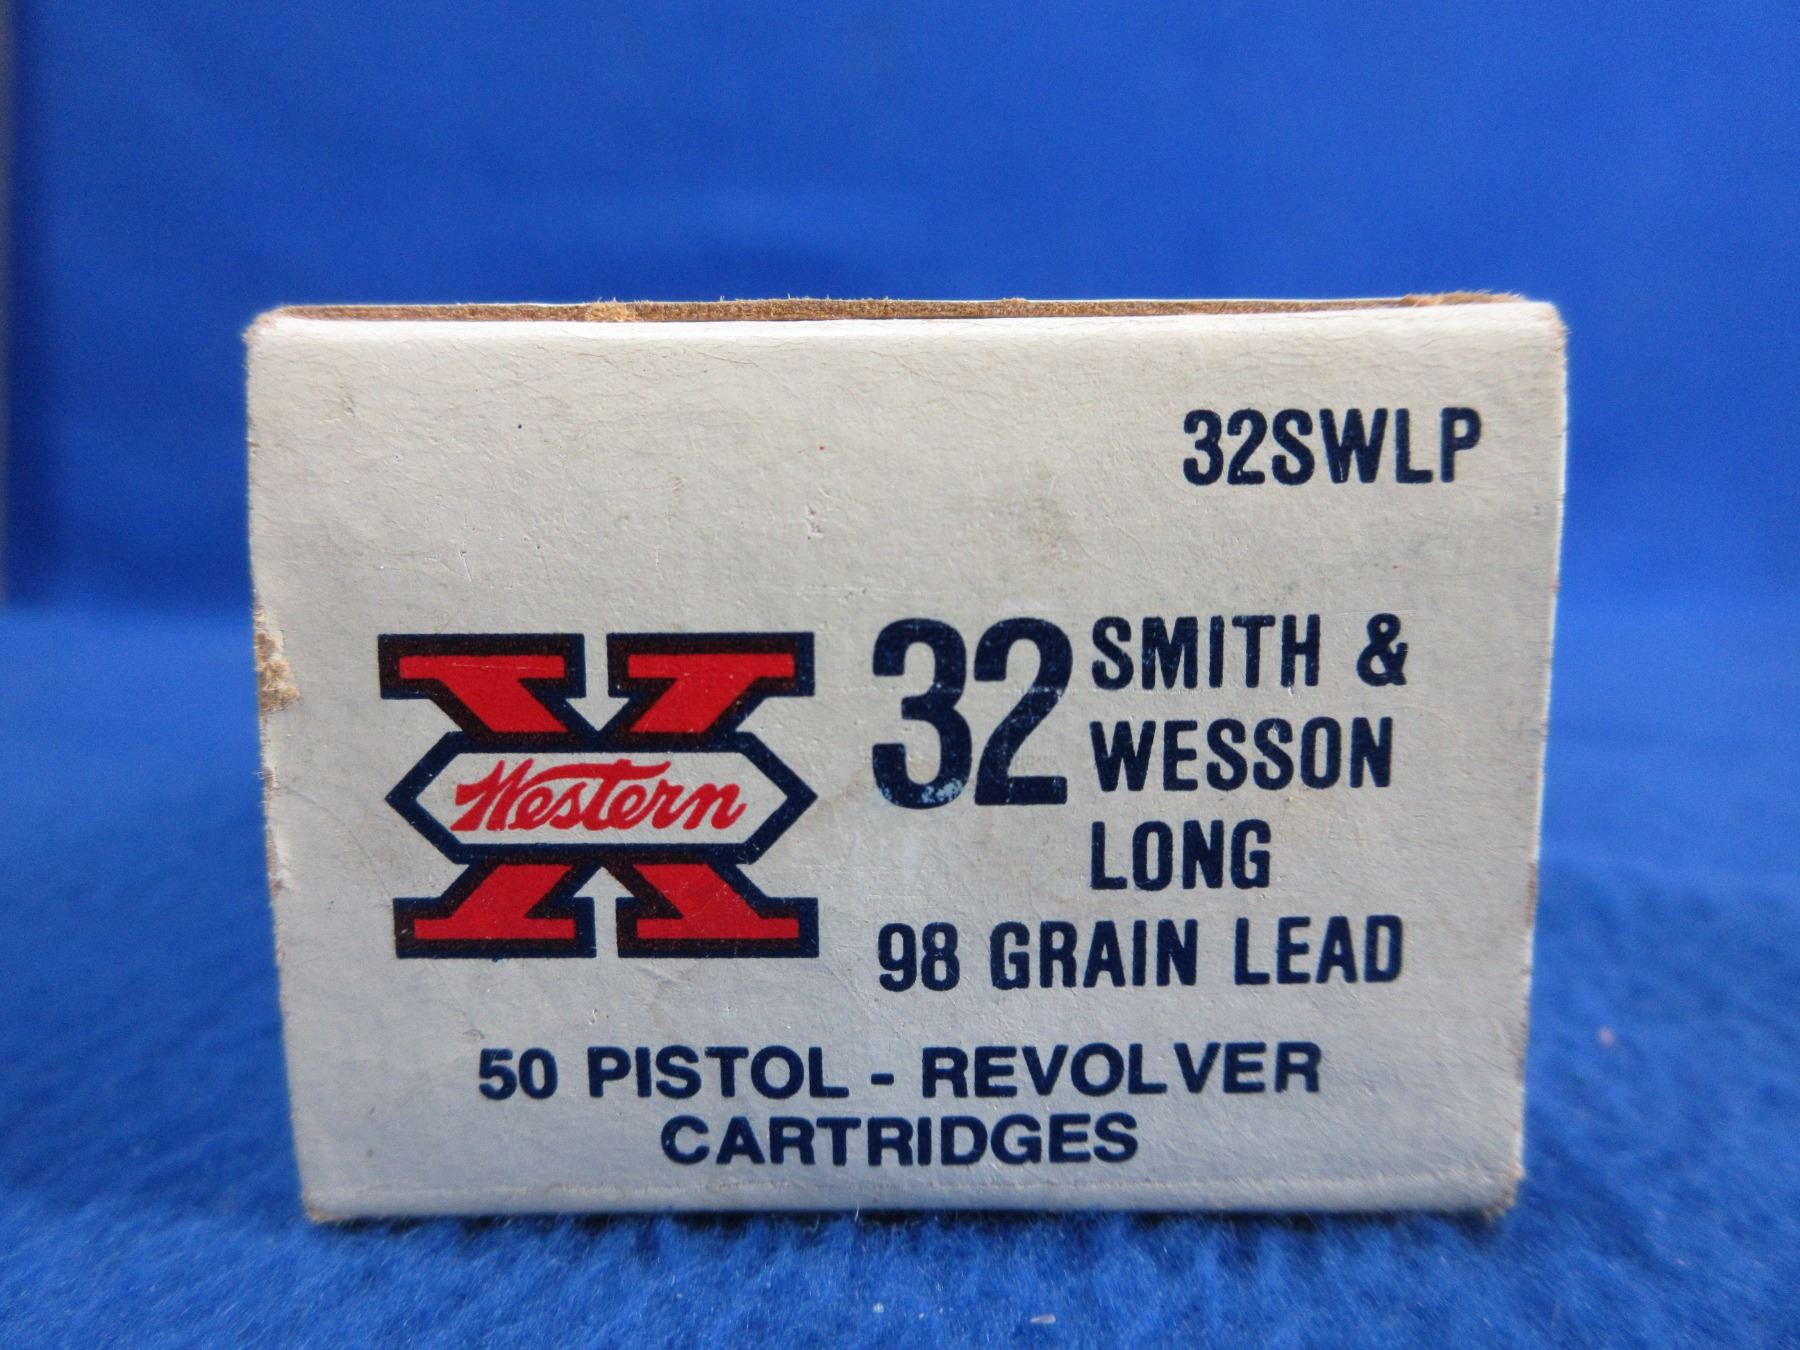 32SWLP
Western
32 SMITH &
WESSON
LONG
98 GRAIN LEAD
50 PISTOL - REVOLVER
CARTRIDGES